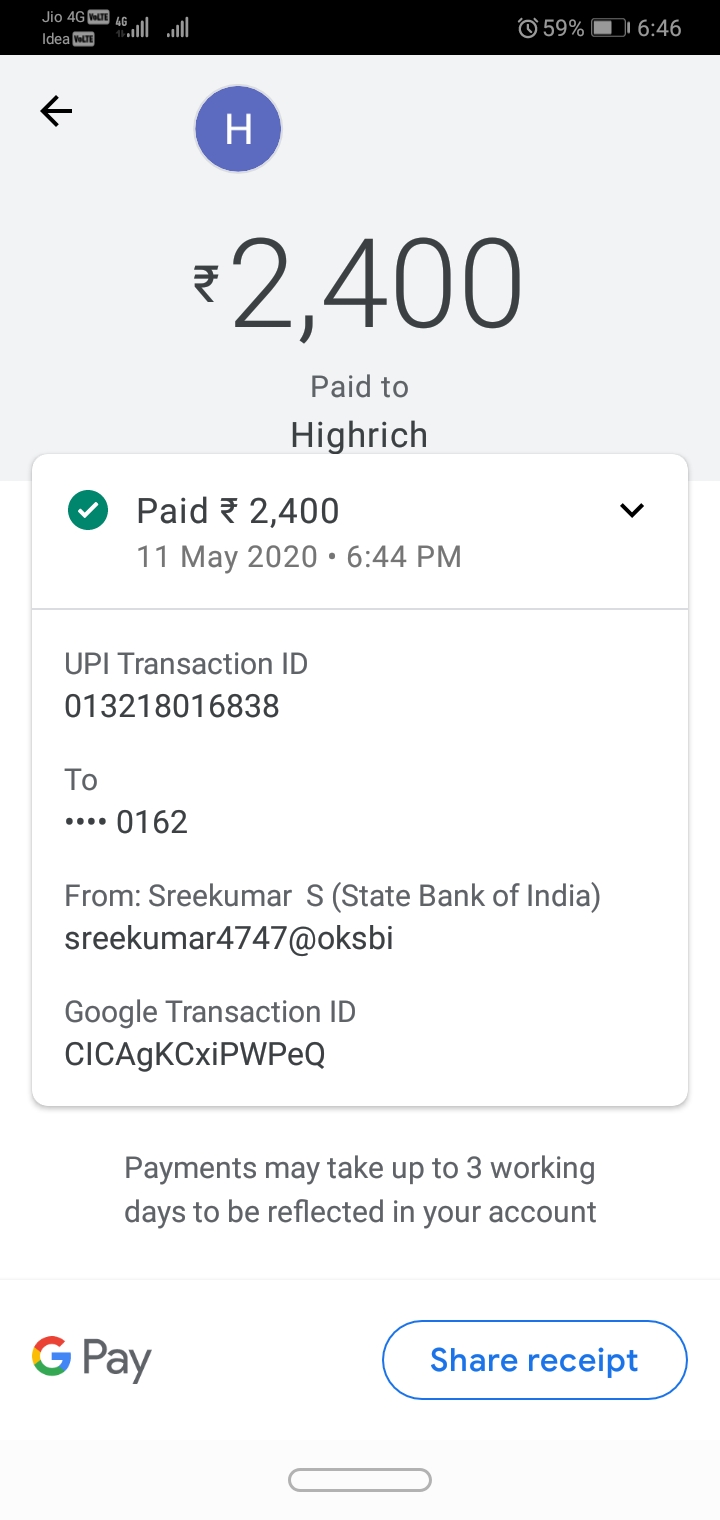 Jio 4G VoLTE 4G 59% 6:46
Idea VoLTE
H
₹2,400
Paid to
Highrich
Paid ₹ 2,400
11 May 2020 • 6:44 PM
UPI Transaction ID
013218016838
To
•••• 0162
From: Sreekumar  S (State Bank of India)
sreekumar4747@oksbi
Google Transaction ID
CICAgKCxiPWPeQ
Payments may take up to 3 working
days to be reflected in your account
G Pay
Share receipt